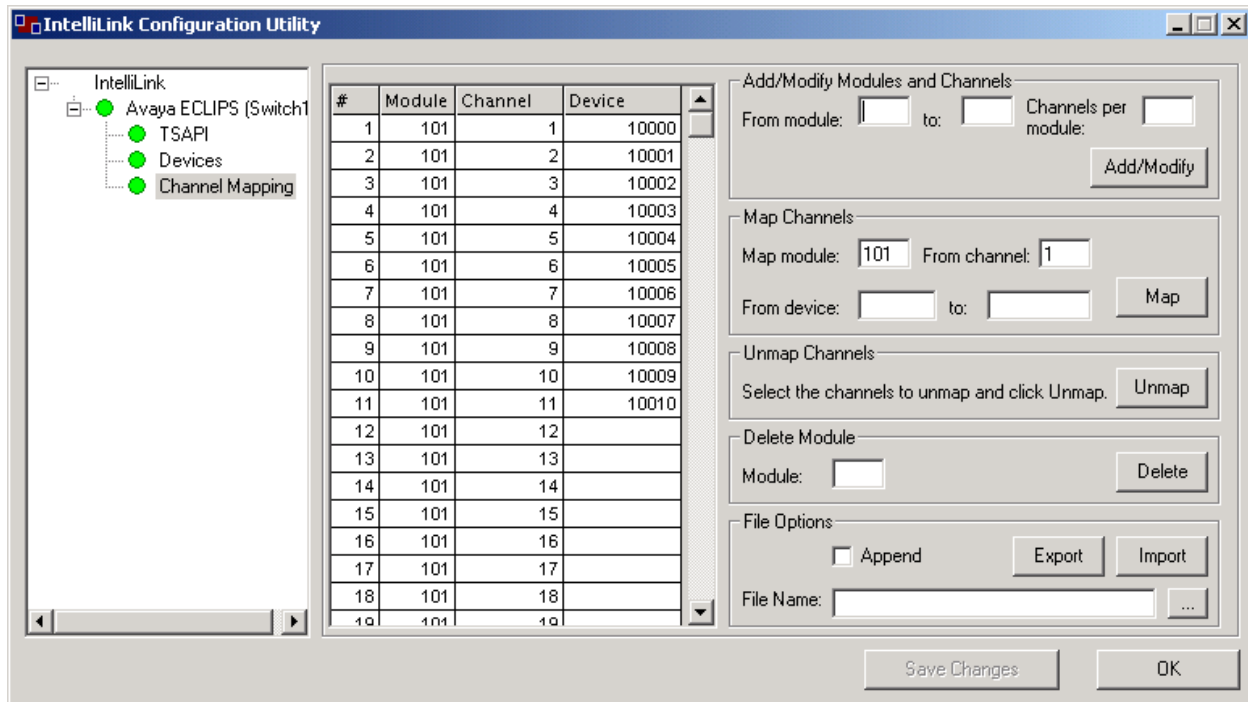 IntelliLink Configuration Utility
IntelliLink
Avaya ECLIPS (Switch1
TSAPI
Devices
Channel Mapping
# Module Channel Device
1 101 1 10000
2 101 2 10001
3 101 3 10002
4 101 4 10003
5 101 5 10004
6 101 6 10005
7 101 7 10006
8 101 8 10007
9 101 9 10008
10 101 10 10009
11 101 11 10010
12 101 12
13 101 13
14 101 14
15 101 15
16 101 16
17 101 17
18 101 18
19 101 19
Add/Modify Modules and Channels
From module: to: Channels per
module:
Add/Modify
Map Channels
Map module: 101 From channel: 1
From device: to: Map
Unmap Channels
Select the channels to unmap and click Unmap. Unmap
Delete Module
Module: Delete
File Options
Append Export Import
File Name: ...
Save Changes OK